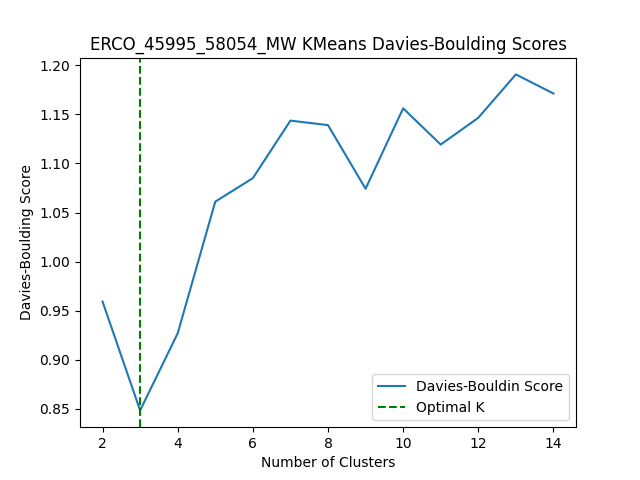 ERCO_45995_58054_MW KMeans Davies-Boulding Scores
Davies-Boulding Score
1.20
1.15
1.10
1.05
1.00
0.95
0.90
0.85
Davies-Bouldin Score
Optimal K
2 4 6 8 10 12 14
Number of Clusters